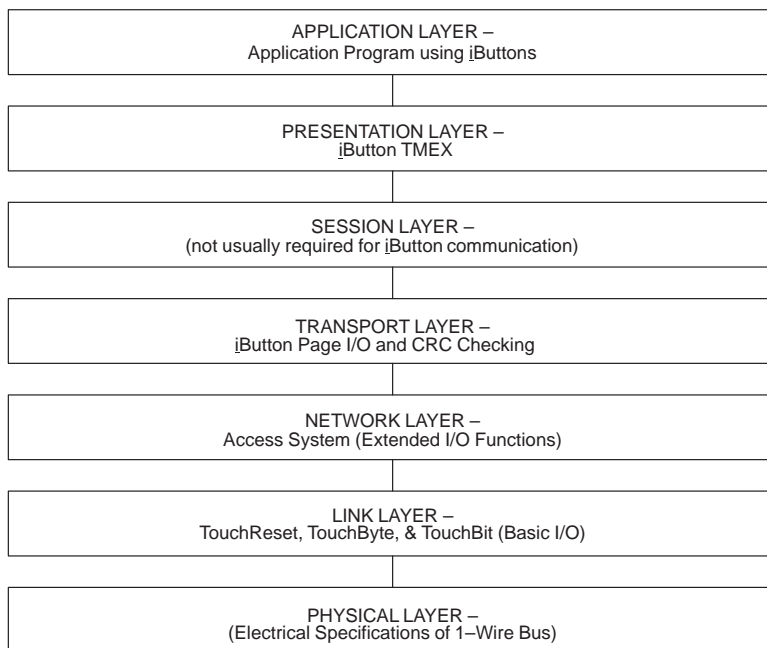 APPLICATION LAYER –
Application Program using iButtons
PRESENTATION LAYER –
iButton TMEX
SESSION LAYER –
(not usually required for iButton communication)
TRANSPORT LAYER –
iButton Page I/O and CRC Checking
NETWORK LAYER –
Access System (Extended I/O Functions)
LINK LAYER –
TouchReset, TouchByte, & TouchBit (Basic I/O)
PHYSICAL LAYER –
(Electrical Specifications of 1–Wire Bus)